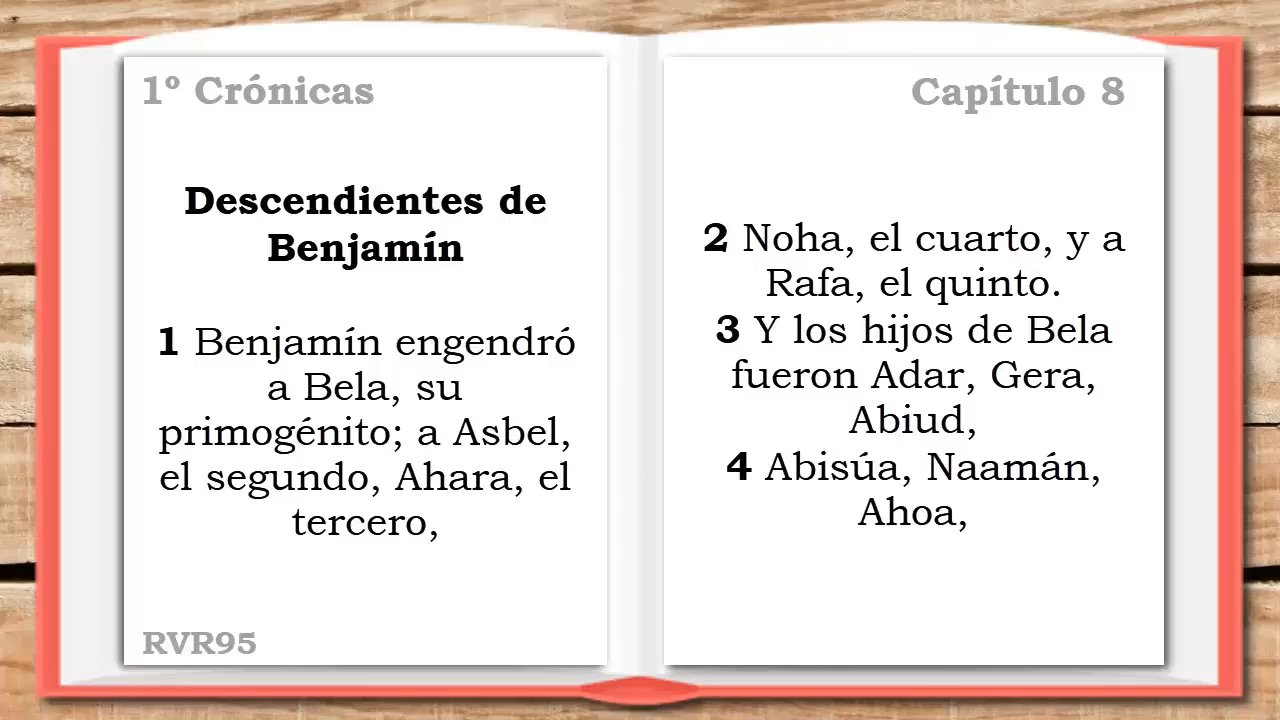 1º Crónicas
Descendientes de
Benjamín
1 Benjamín engendró
a Bela, su
primogénito; a Asbel,
el segundo, Ahara, el
tercero,
RVR95
Capítulo 8
2 Noha, el cuarto, y a
Rafa, el quinto.
3 Y los hijos de Bela
fueron Adar, Gera,
Abiud,
4 Abisúa, Naamán,
Ahoa,